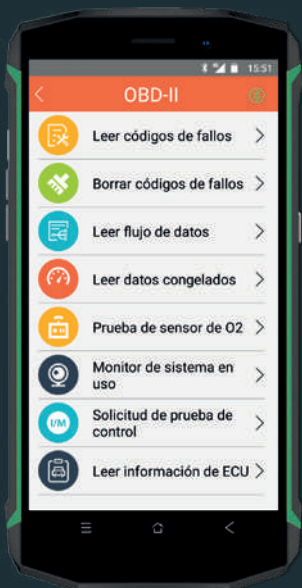 15:51
OBD-II
Leer códigos de fallos
Borrar códigos de fallos
Leer flujo de datos
Leer datos congelados
Prueba de sensor de O2
Monitor de sistema en
uso
I/M
Solicitud de prueba de
control
Leer información de ECU